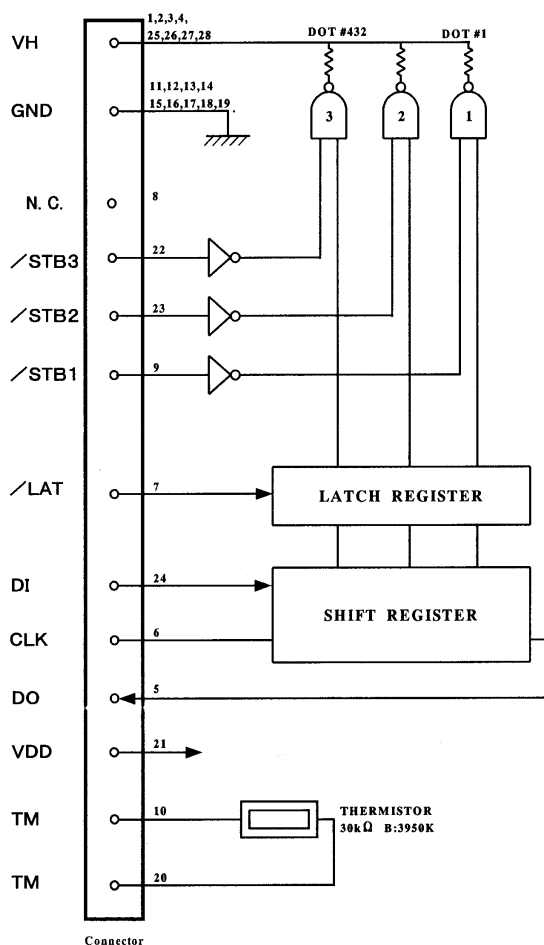 1,2,3,4,
VH
25,26,27,28
DOT #432
DOT #1
11,12,13,14
GND
15,16,17,18,19
3
2
1
N. C.
8
/STB3
22
/STB2
23
/STB1
9
/LAT
7
LATCH REGISTER
DI
24
SHIFT REGISTER
CLK
6
DO
5
VDD
21
TM
10
THERMISTOR
30kΩ B:3950K
TM
20
Connector